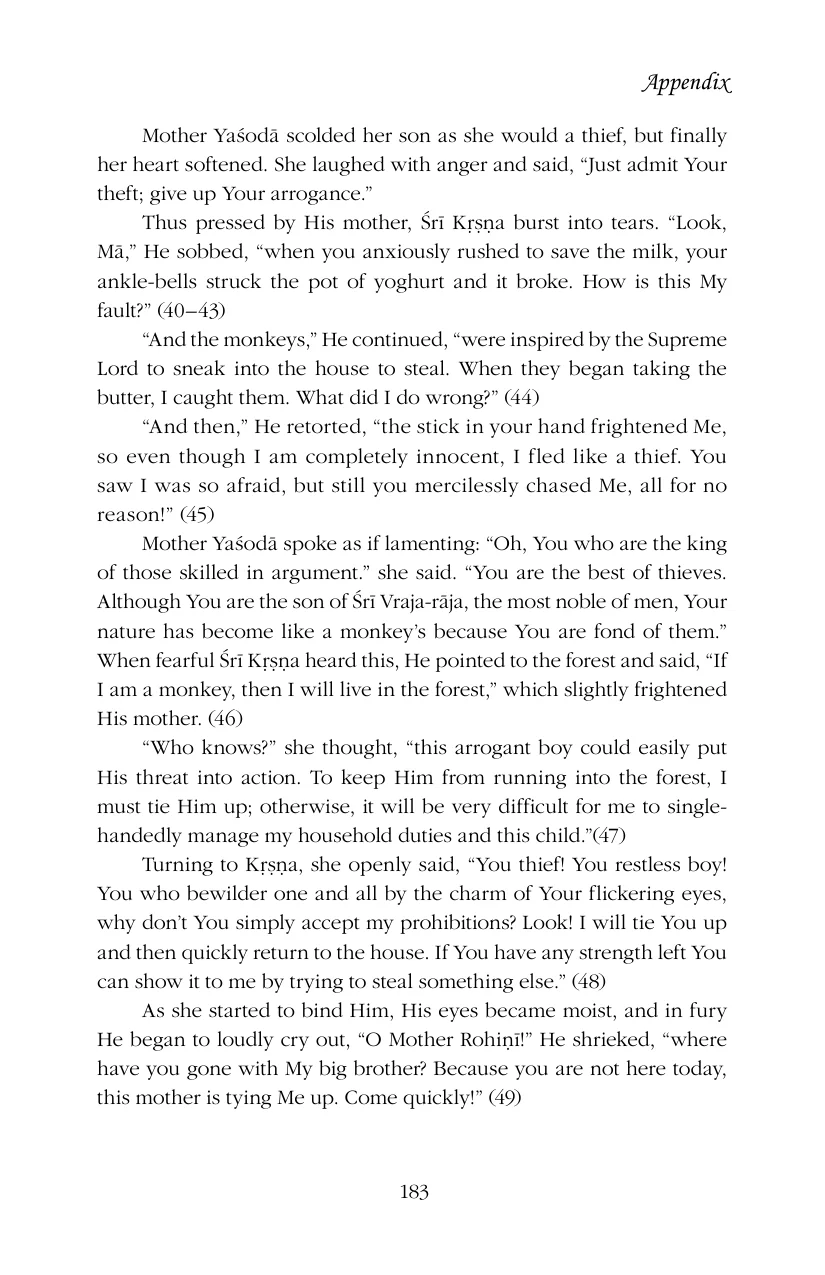 Appendix
Mother Yaśodā scolded her son as she would a thief, but finally
her heart softened. She laughed with anger and said, “Just admit Your
theft; give up Your arrogance.”
Thus pressed by His mother, Śrī Kṛṣṇa burst into tears. “Look,
Mā,” He sobbed, “when you anxiously rushed to save the milk, your
ankle-bells struck the pot of yoghurt and it broke. How is this My
fault?” (40–43)
“And the monkeys,” He continued, “were inspired by the Supreme
Lord to sneak into the house to steal. When they began taking the
butter, I caught them. What did I do wrong?” (44)
“And then,” He retorted, “the stick in your hand frightened Me,
so even though I am completely innocent, I fled like a thief. You
saw I was so afraid, but still you mercilessly chased Me, all for no
reason!” (45)
Mother Yaśodā spoke as if lamenting: “Oh, You who are the king
of those skilled in argument.” she said. “You are the best of thieves.
Although You are the son of Śrī Vraja-rāja, the most noble of men, Your
nature has become like a monkey’s because You are fond of them.”
When fearful Śrī Kṛṣṇa heard this, He pointed to the forest and said, “If
I am a monkey, then I will live in the forest,” which slightly frightened
His mother. (46)
“Who knows?” she thought, “this arrogant boy could easily put
His threat into action. To keep Him from running into the forest, I
must tie Him up; otherwise, it will be very difficult for me to single-
handedly manage my household duties and this child.”(47)
Turning to Kṛṣṇa, she openly said, “You thief! You restless boy!
You who bewilder one and all by the charm of Your flickering eyes,
why don’t You simply accept my prohibitions? Look! I will tie You up
and then quickly return to the house. If You have any strength left You
can show it to me by trying to steal something else.” (48)
As she started to bind Him, His eyes became moist, and in fury
He began to loudly cry out, “O Mother Rohiṇī!” He shrieked, “where
have you gone with My big brother? Because you are not here today,
this mother is tying Me up. Come quickly!” (49)
183